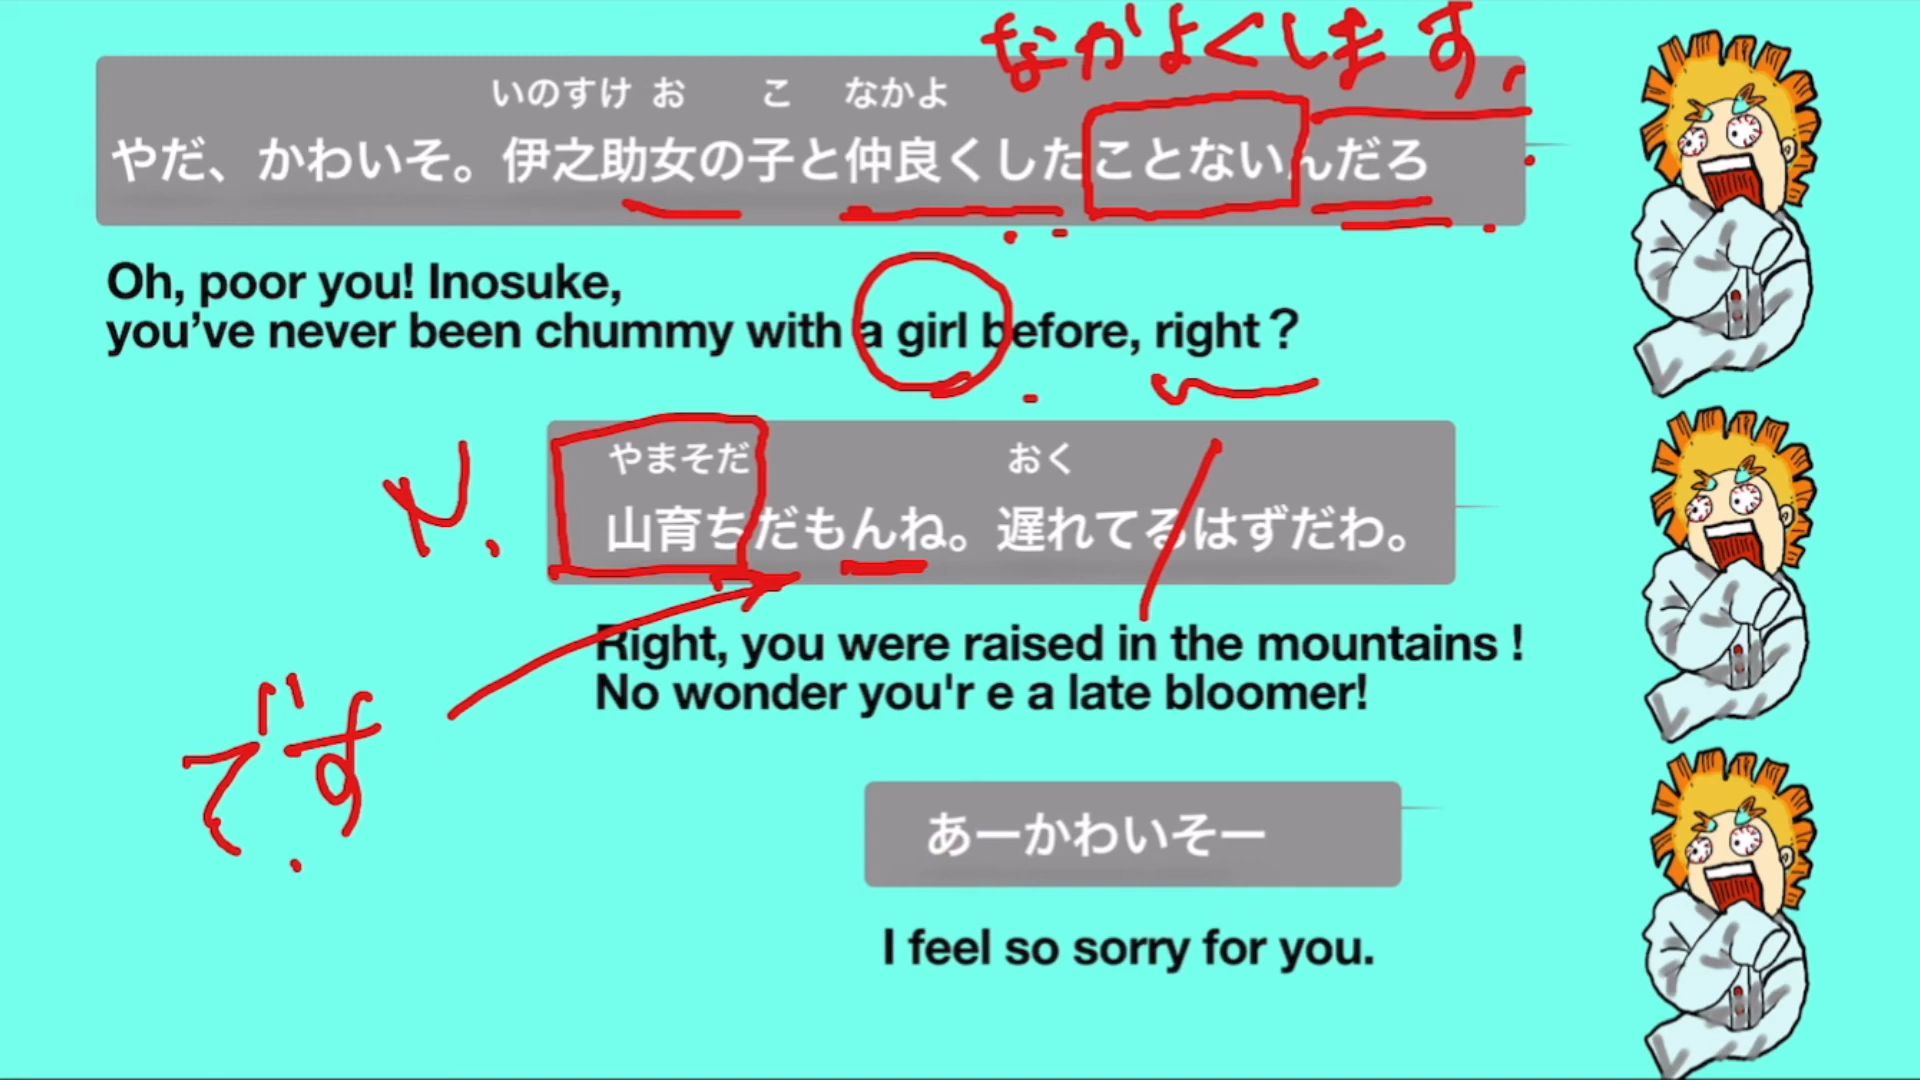 なかよくします.
いのすけ お こ なかよ
やだ、かわいそ。伊之助女の子と仲良くしたことないんだろ
Oh, poor you! Inosuke,
you’ve never been chummy with a girl before, right？
N.
やまそだ おく
山育ちだもんね。遅れてるはずだわ。
Right, you were raised in the mountains !
No wonder you'r e a late bloomer!
です.
あーかわいそー
I feel so sorry for you.